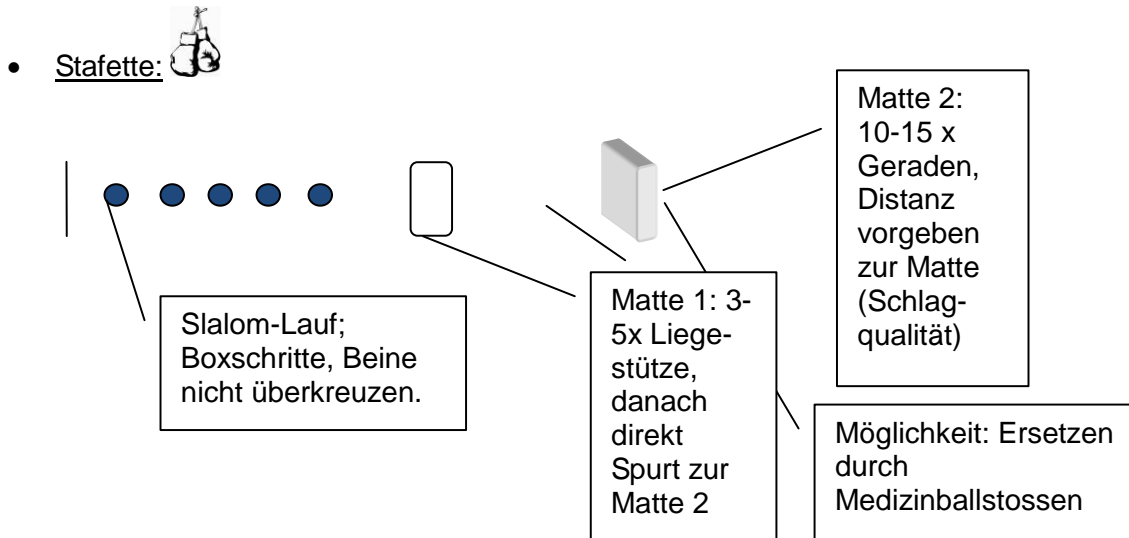 • Stafette:
Slalom-Lauf;
Boxschritte, Beine
nicht überkreuzen.
Matte 1: 3-
5x Liege-
stütze,
danach
direkt
Spurt zur
Matte 2
Matte 2:
10-15 x
Geraden,
Distanz
vorgeben
zur Matte
(Schlag-
qualität)
Möglichkeit: Ersetzen
durch
Medizinballstossen